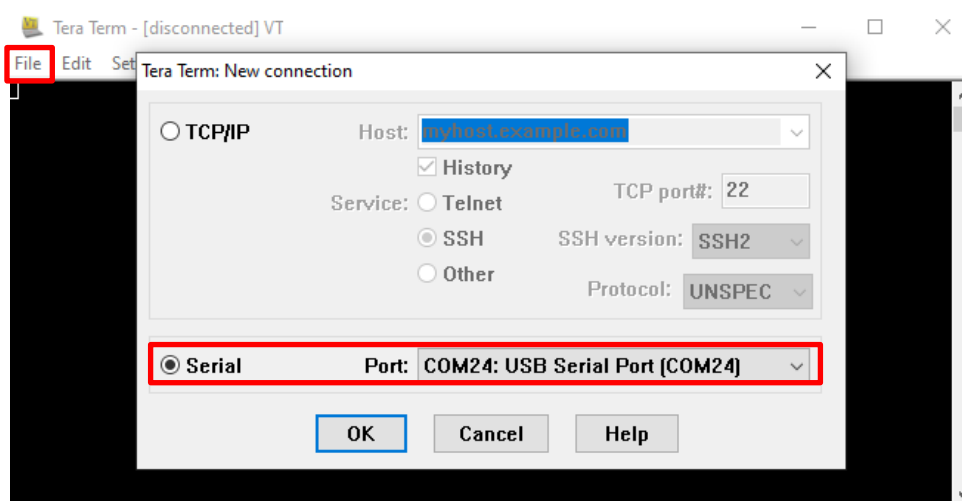 Tera Term - [disconnected] VT
File Edit Set
Tera Term: New connection
TCP/IP Host: myhost.example.com
History
Service: Telnet TCP port#: 22
SSH SSH version: SSH2
Other Protocol: UNSPEC
Serial Port: COM24: USB Serial Port (COM24)
OK Cancel Help